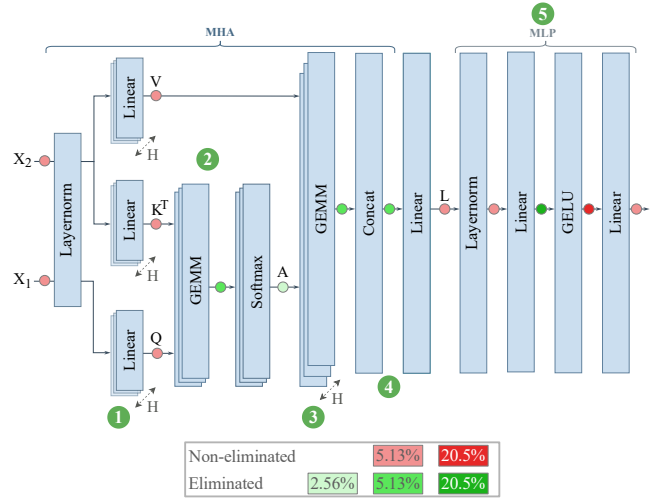 5
MHA
MLP
V
Linear
H
X2
2
Layernorm
K^T
Linear
H
GEMM
Softmax
A
GEMM
Concat
Linear
L
Layernorm
Linear
GELU
Linear
X1
Q
Linear
H
1
3
H
4
Non-eliminated 5.13% 20.5%
Eliminated 2.56% 5.13% 20.5%